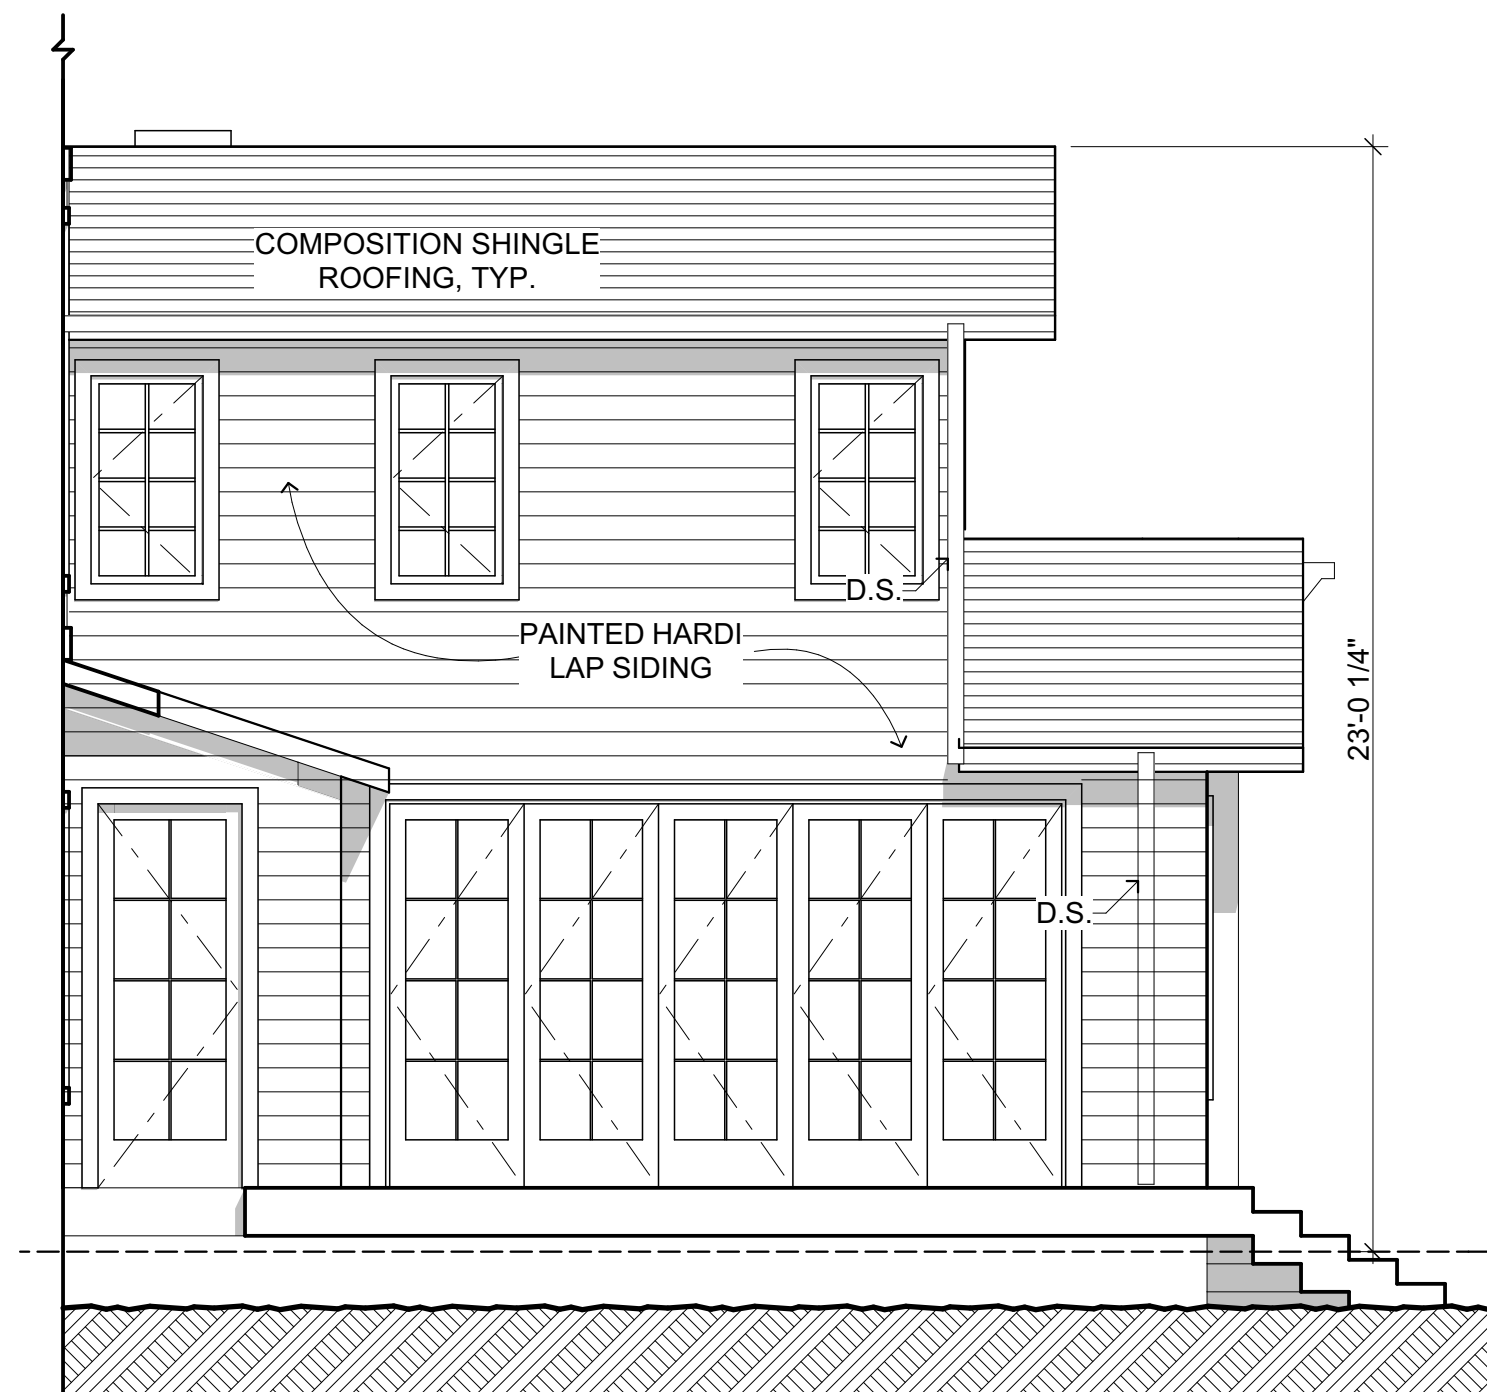 COMPOSITION SHINGLE
ROOFING, TYP.
D.S.
PAINTED HARDI
LAP SIDING
23'-0 1/4"
D.S.